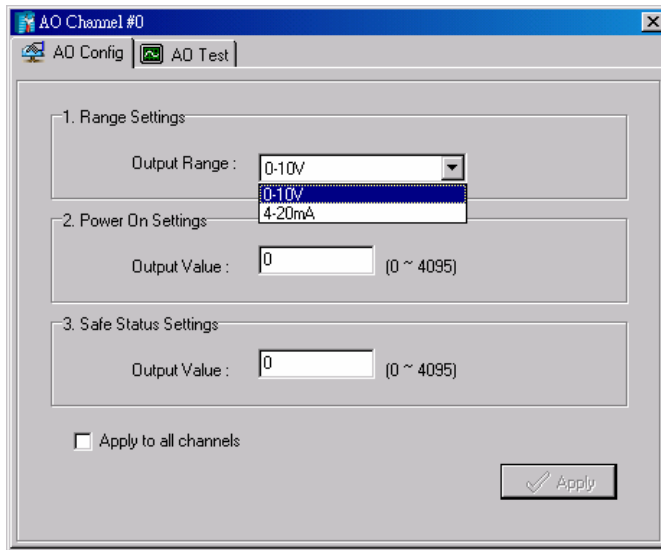 AO Channel #0
AO Config AO Test
1. Range Settings
Output Range : 0-10V
0-10V
4-20mA
2. Power On Settings
Output Value : 0 (0 ~ 4095)
3. Safe Status Settings
Output Value : 0 (0 ~ 4095)
Apply to all channels
Apply